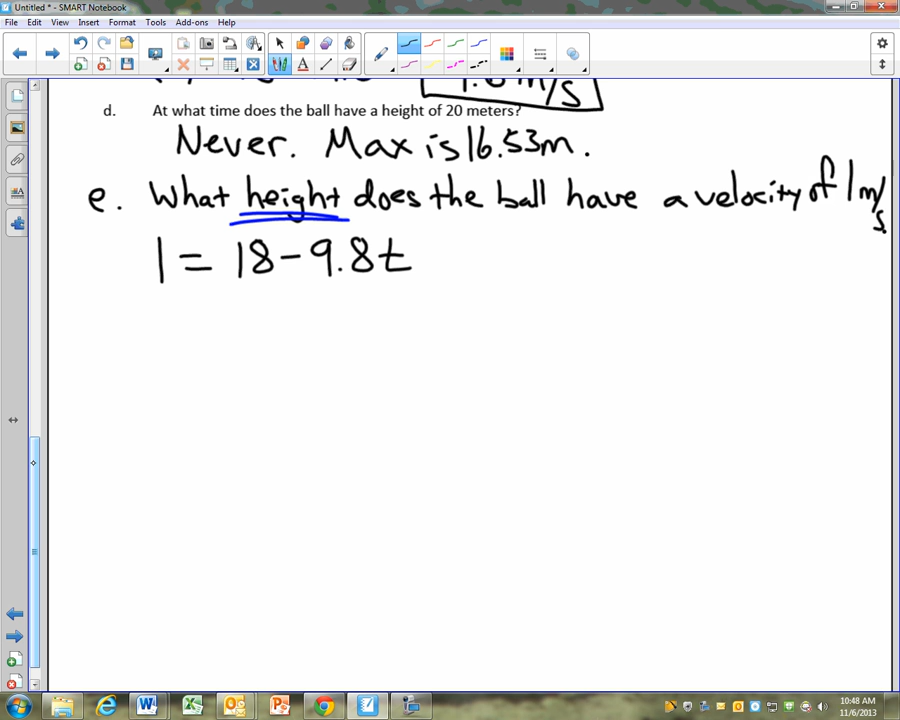 Untitled * - SMART Notebook
File Edit View Insert Format Tools Add-ons Help
d. At what time does the ball have a height of 20 meters?
Never. Max is 16.53m.
e. What height does the ball have a velocity of 1 m/s.
1 = 18 - 9.8t
10:48 AM
11/6/2013